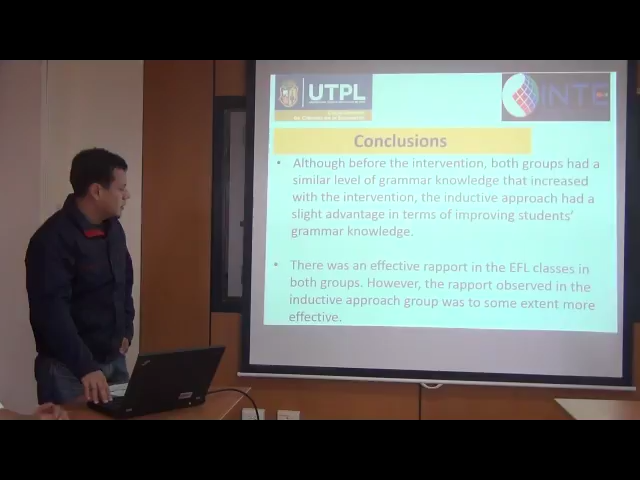 UTPL
INTE
Conclusions
• Although before the intervention, both groups had a
similar level of grammar knowledge that increased
with the intervention, the inductive approach had a
slight advantage in terms of improving students'
grammar knowledge.
• There was an effective rapport in the EFL classes in
both groups. However, the rapport observed in the
inductive approach group was to some extent more
effective.